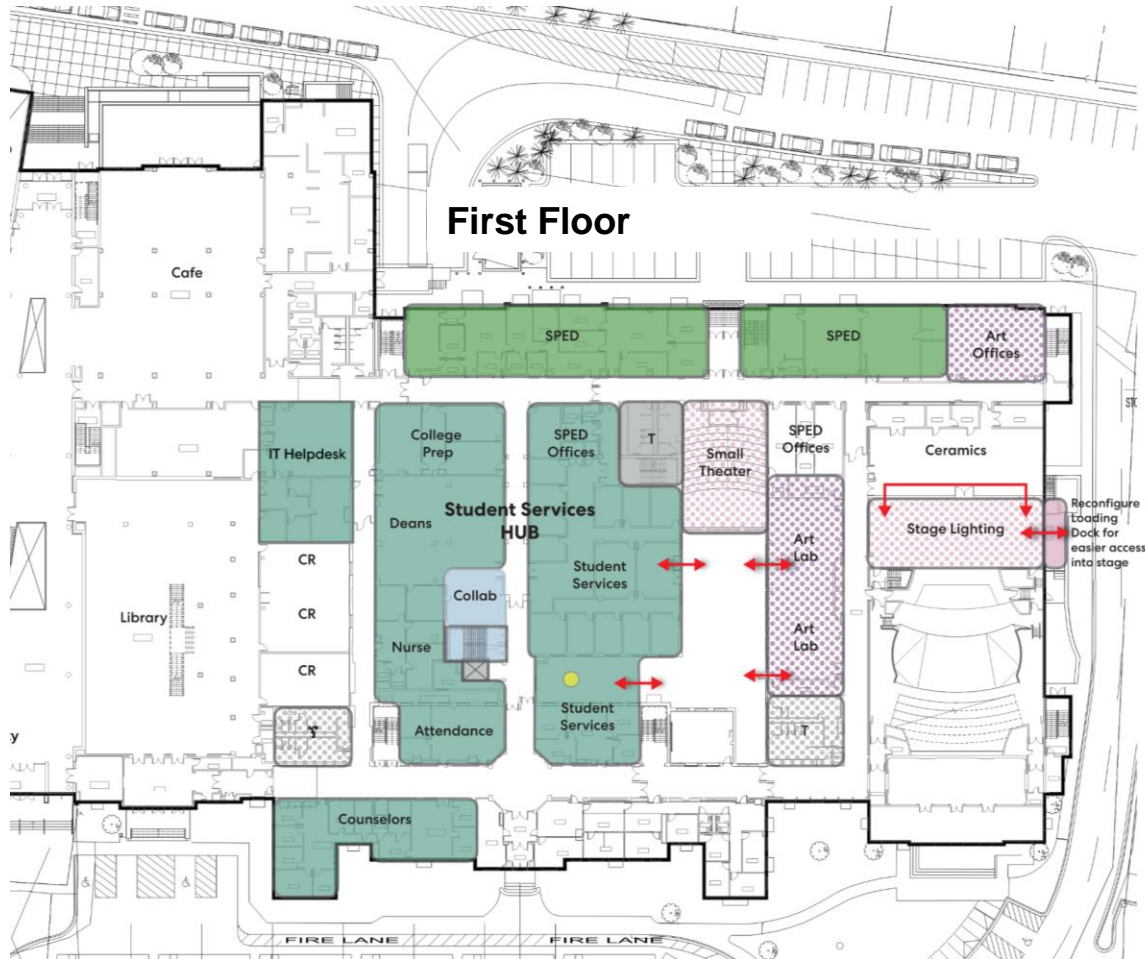 First Floor
Cafe
SPED
SPED
Art
Offices
IT Helpdesk
College
Prep
SPED
Offices
T
Small
Theater
SPED
Offices
Ceramics
Student Services
HUB
Deans
Stage Lighting
Reconfigure
Loading
Dock for
easier access
into stage
CR
Art
Lab
Student
Services
Collab
CR
Library
Art
Lab
Nurse
CR
Student
Services
Attendance
T
Counselors
FIRE LANE
FIRE LANE